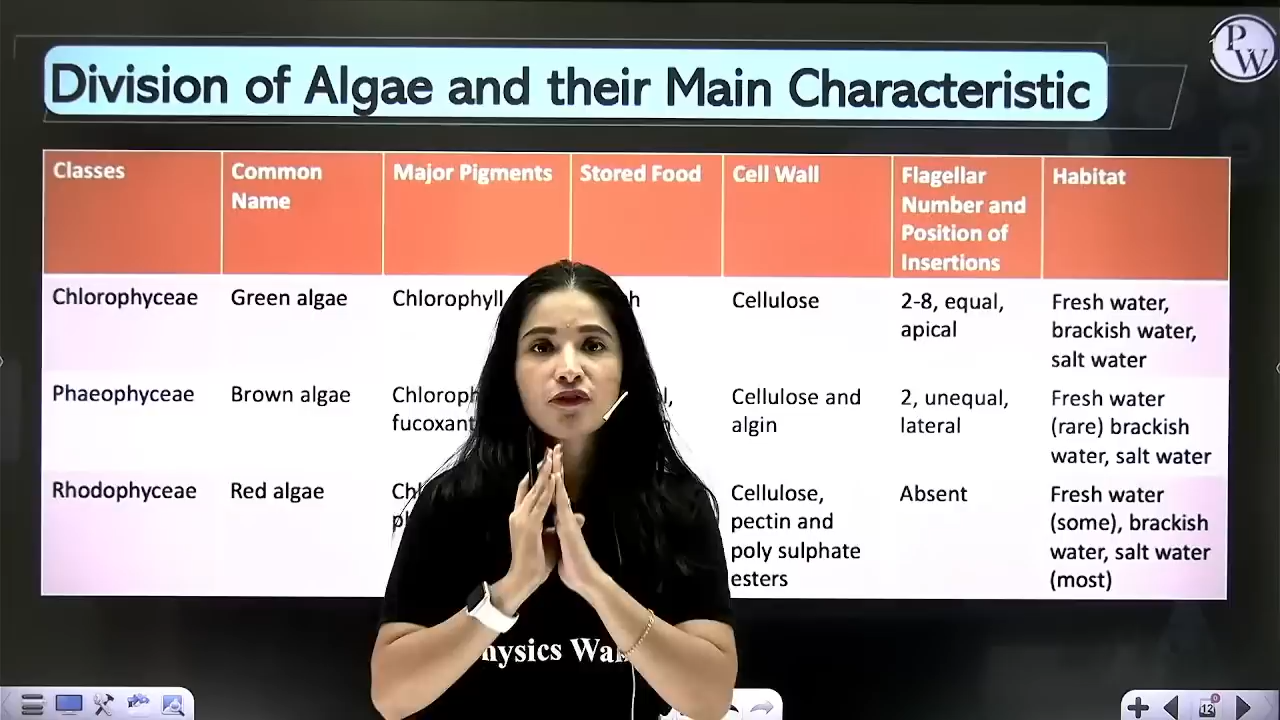 PW
Division of Algae and their Main Characteristic
Classes
Common
Name
Major Pigments
Stored Food
Cell Wall
Flagellar
Number and
Position of
Insertions
Habitat
Chlorophyceae
Green algae
Chlorophyll
Cellulose
2-8, equal,
apical
Fresh water,
brackish water,
salt water
Phaeophyceae
Brown algae
Cellulose and
algin
2, unequal,
lateral
Fresh water
(rare) brackish
water, salt water
Rhodophyceae
Red algae
Cellulose,
pectin and
poly sulphate
esters
Absent
Fresh water
(some), brackish
water, salt water
(most)
12